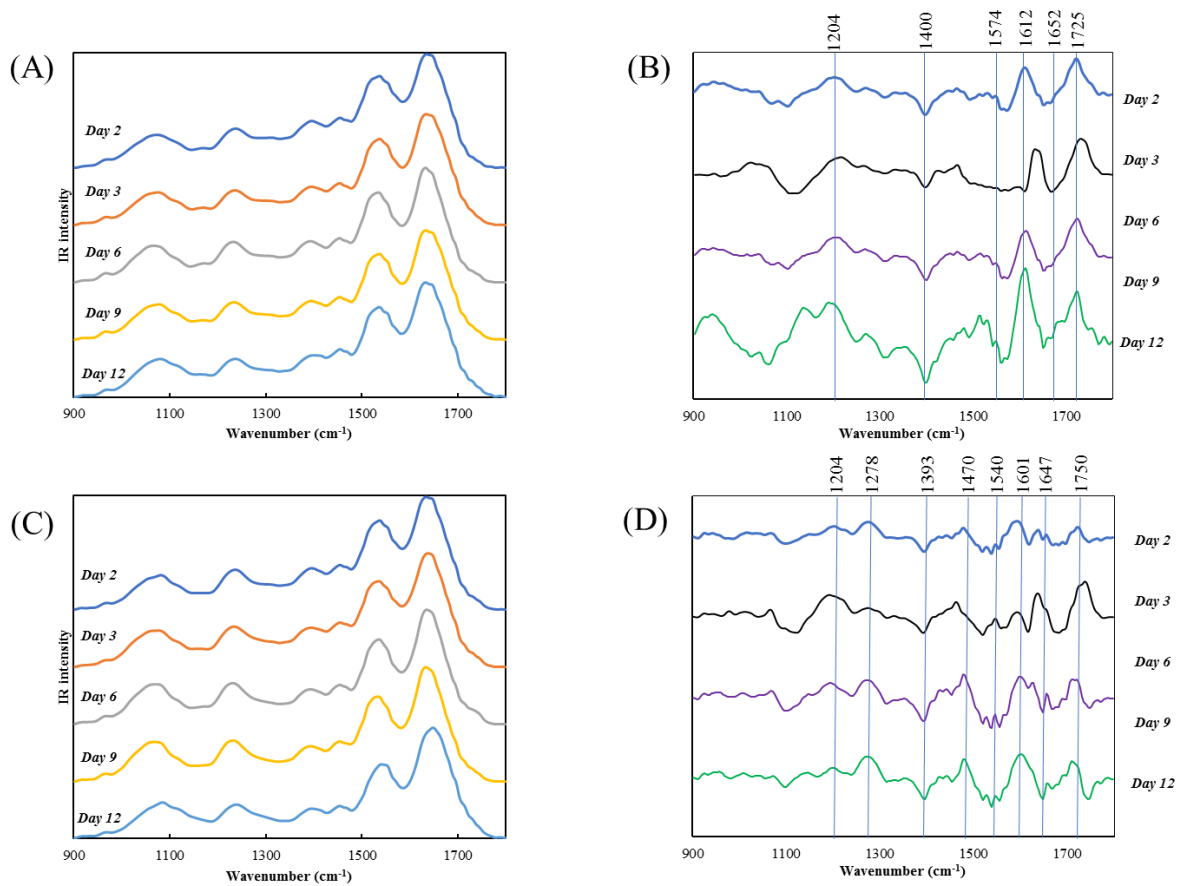 (A)
IR intensity
Day 2
Day 3
Day 6
Day 9
Day 12
900 1100 1300 1500 1700
Wavenumber (cm-1)
(B)
1204 1400 1574 1612 1652 1725
Day 2
Day 3
Day 6
Day 9
Day 12
900 1100 1300 1500 1700
Wavenumber (cm-1)
(C)
IR intensity
Day 2
Day 3
Day 6
Day 9
Day 12
900 1100 1300 1500 1700
Wavenumber (cm-1)
(D)
1204 1278 1393 1470 1540 1601 1647 1750
Day 2
Day 3
Day 6
Day 9
Day 12
900 1100 1300 1500 1700
Wavenumber (cm-1)